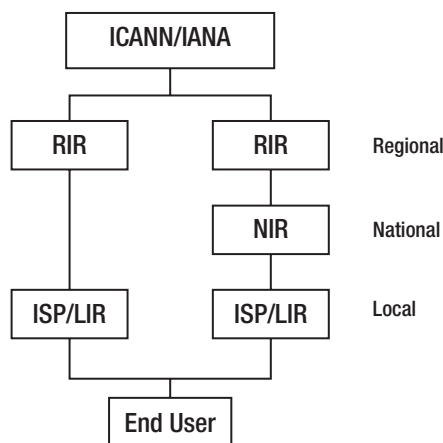 ICANN/IANA
RIR
RIR
Regional
NIR
National
ISP/LIR
ISP/LIR
Local
End User